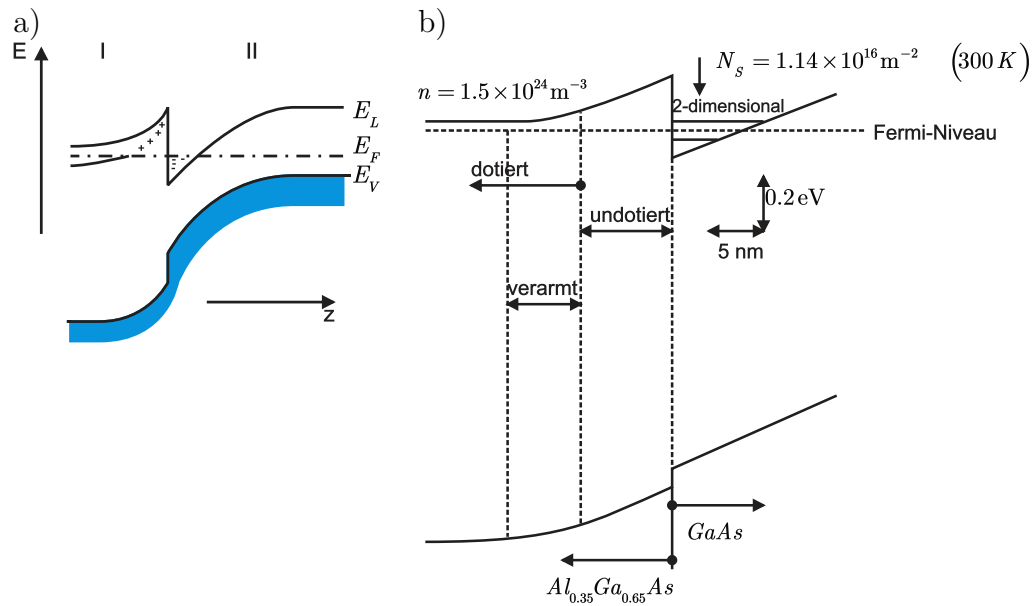 a)
E
I
II
E_L
E_F
E_V
z
b)
n = 1.5×10^24 m^−3
N_S = 1.14×10^16 m^−2 (300 K)
2-dimensional
Fermi-Niveau
dotiert
0.2 eV
undotiert
5 nm
verarmt
GaAs
Al_0.35Ga_0.65As